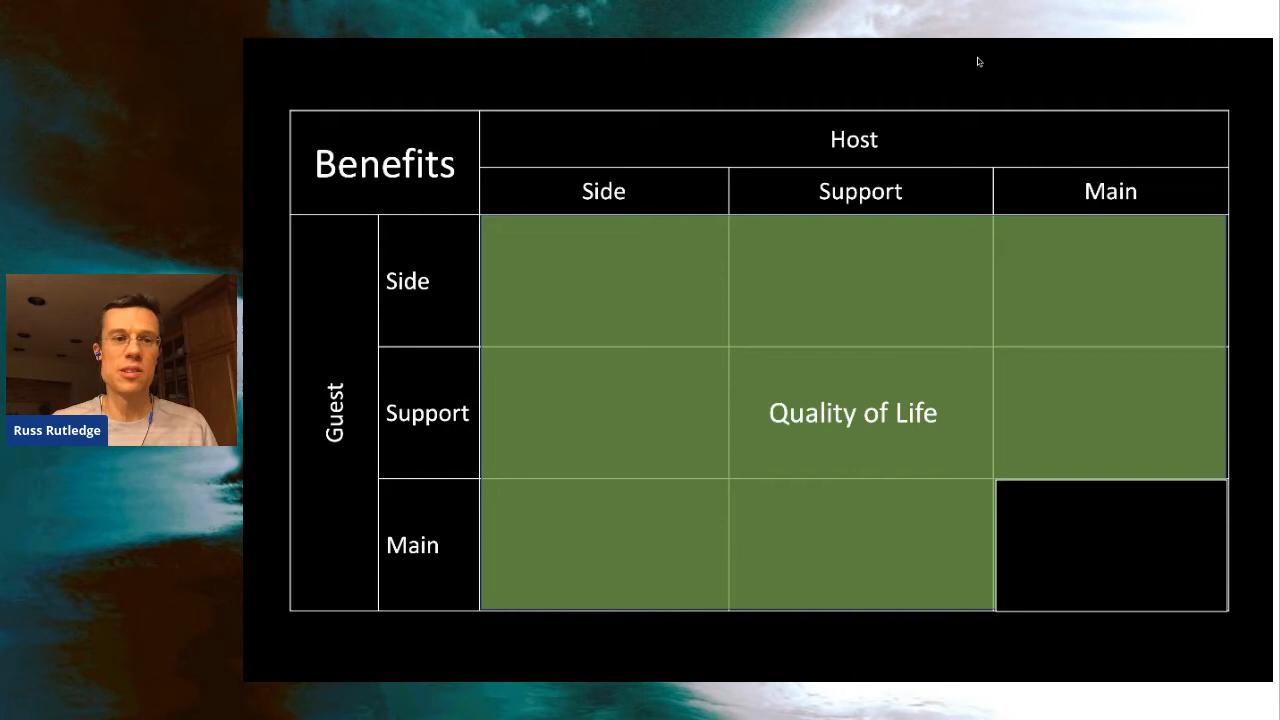 Benefits
Host
Side
Support
Main
Guest
Side
Support
Quality of Life
Main
Russ Rutledge